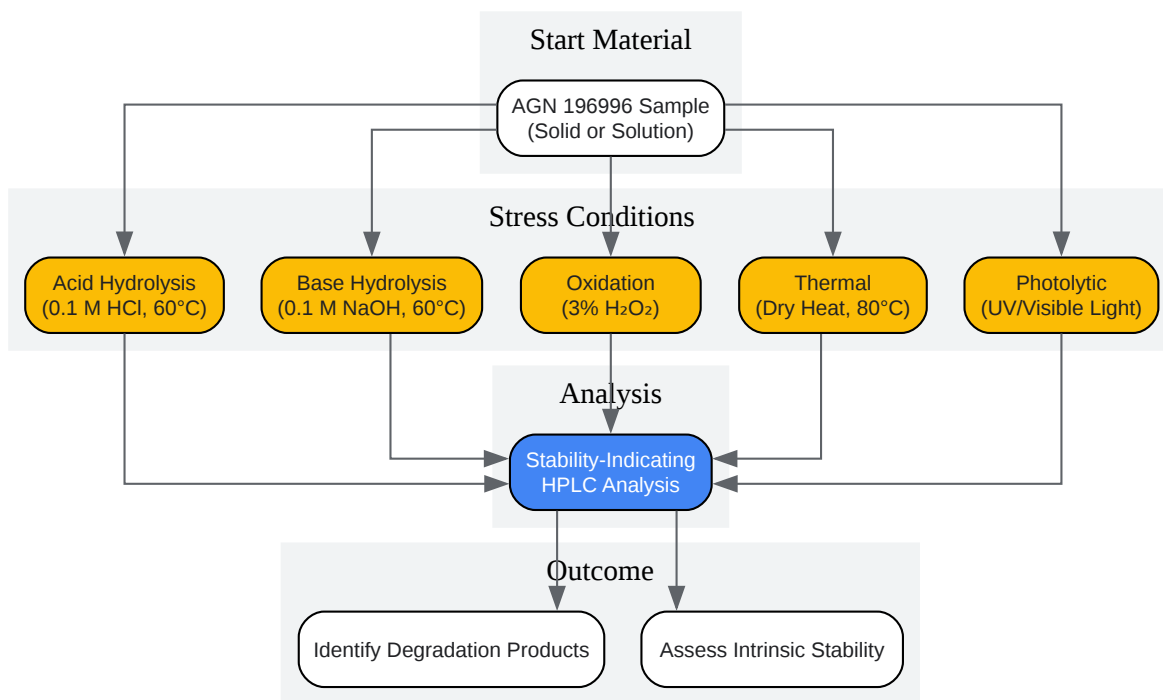 Start Material
AGN 196996 Sample
(Solid or Solution)
Stress Conditions
Acid Hydrolysis
(0.1 M HCl, 60°C)
Base Hydrolysis
(0.1 M NaOH, 60°C)
Oxidation
(3% H₂O₂)
Thermal
(Dry Heat, 80°C)
Photolytic
(UV/Visible Light)
Analysis
Stability-Indicating
HPLC Analysis
Outcome
Identify Degradation Products
Assess Intrinsic Stability